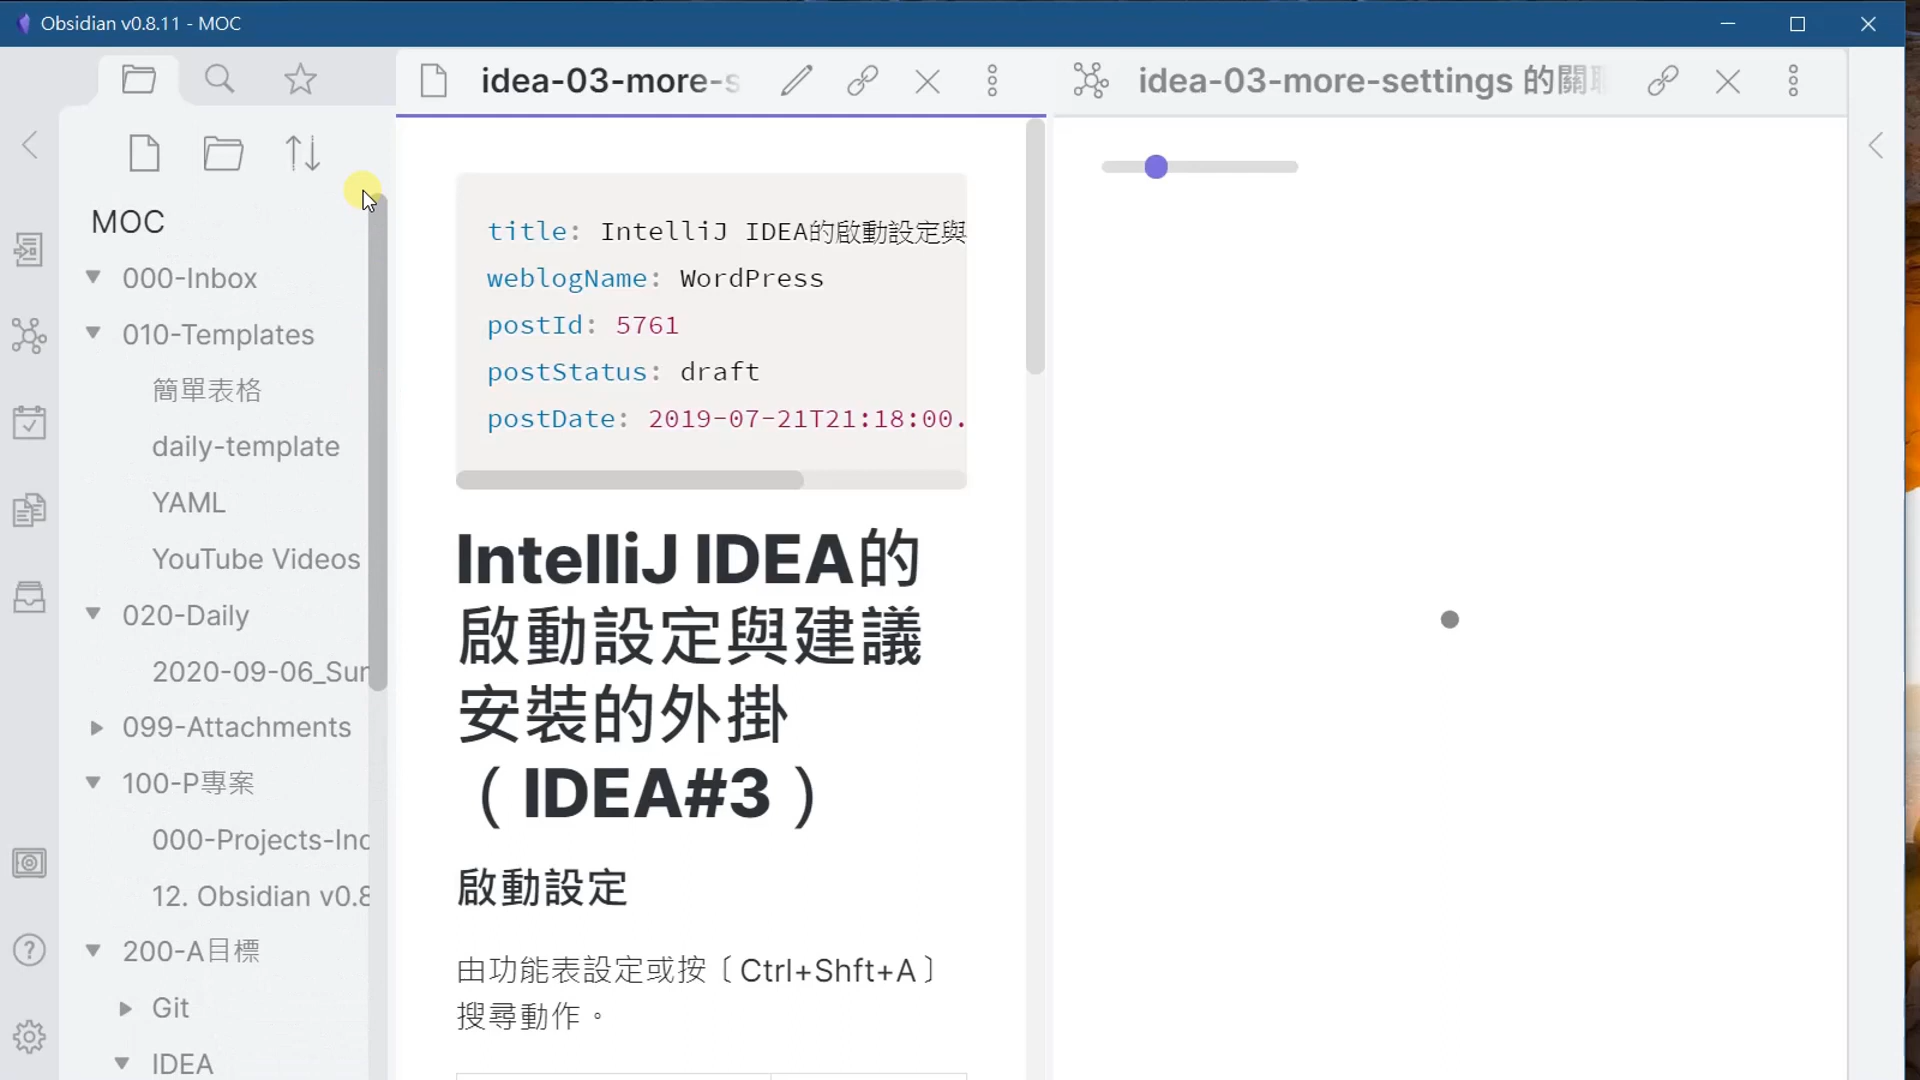 Obsidian v0.8.11 - MOC
idea-03-more-s
idea-03-more-settings 的關
MOC
000-Inbox
010-Templates
簡單表格
daily-template
YAML
YouTube Videos
020-Daily
2020-09-06_Sun
099-Attachments
100-P專案
000-Projects-Inc
12. Obsidian v0.8
200-A目標
Git
IDEA
title: IntelliJ IDEA的啟動設定與
weblogName: WordPress
postId: 5761
postStatus: draft
postDate: 2019-07-21T21:18:00.
IntelliJ IDEA的
啟動設定與建議
安裝的外掛
（IDEA#3）
啟動設定
由功能表設定或按〔Ctrl+Shft+A〕
搜尋動作。